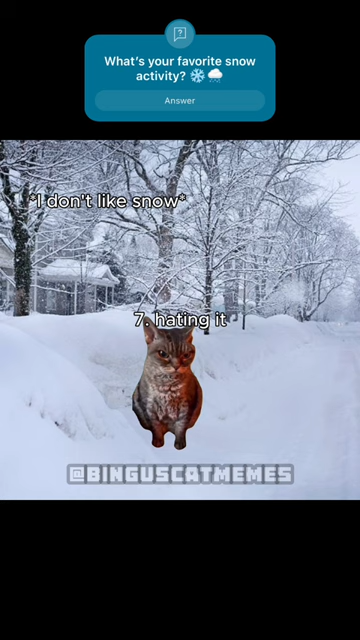 What's your favorite snow
activity? ❄️🌨️
Answer
*I don't like snow*
7. hating it
@BINGUSCATMEMES